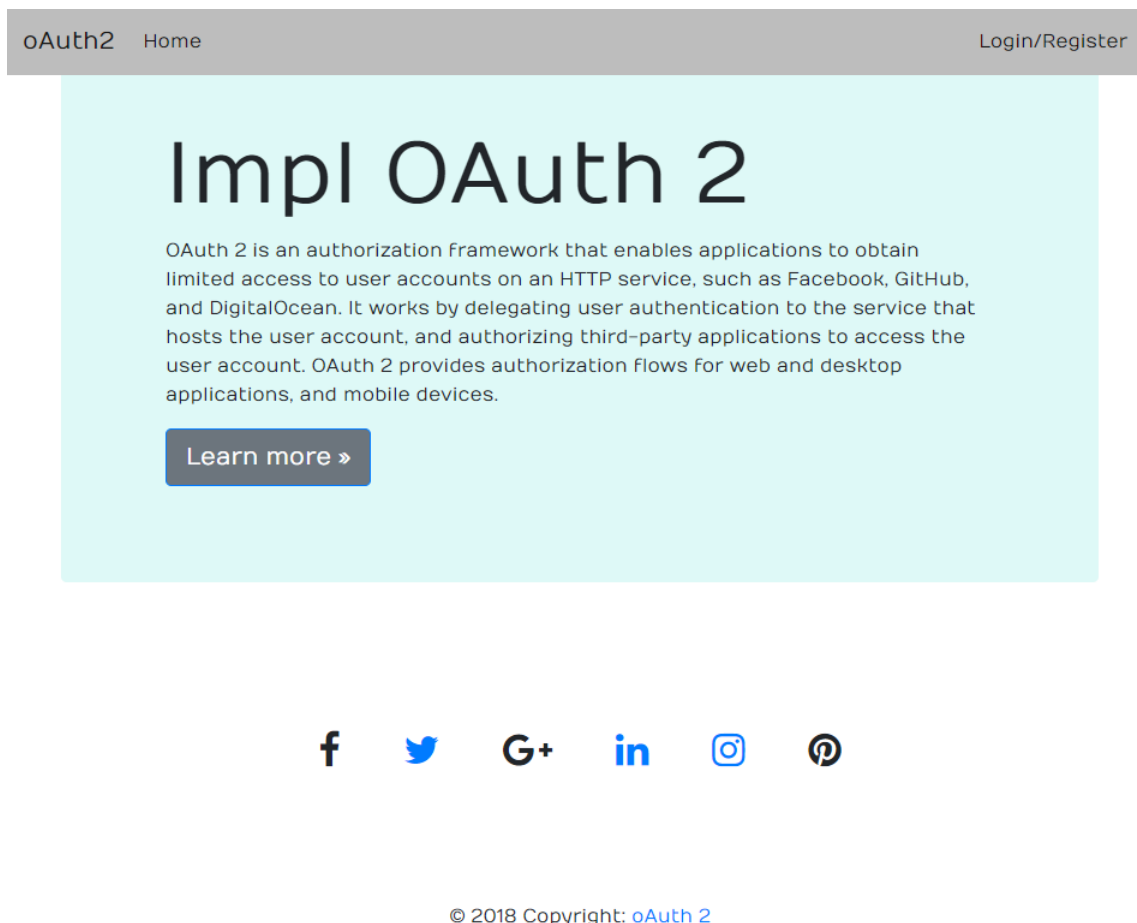 oAuth2 Home Login/Register
Impl OAuth 2
OAuth 2 is an authorization framework that enables applications to obtain
limited access to user accounts on an HTTP service, such as Facebook, GitHub,
and DigitalOcean. It works by delegating user authentication to the service that
hosts the user account, and authorizing third-party applications to access the
user account. OAuth 2 provides authorization flows for web and desktop
applications, and mobile devices.
Learn more »
f G+ in
© 2018 Copyright: oAuth 2